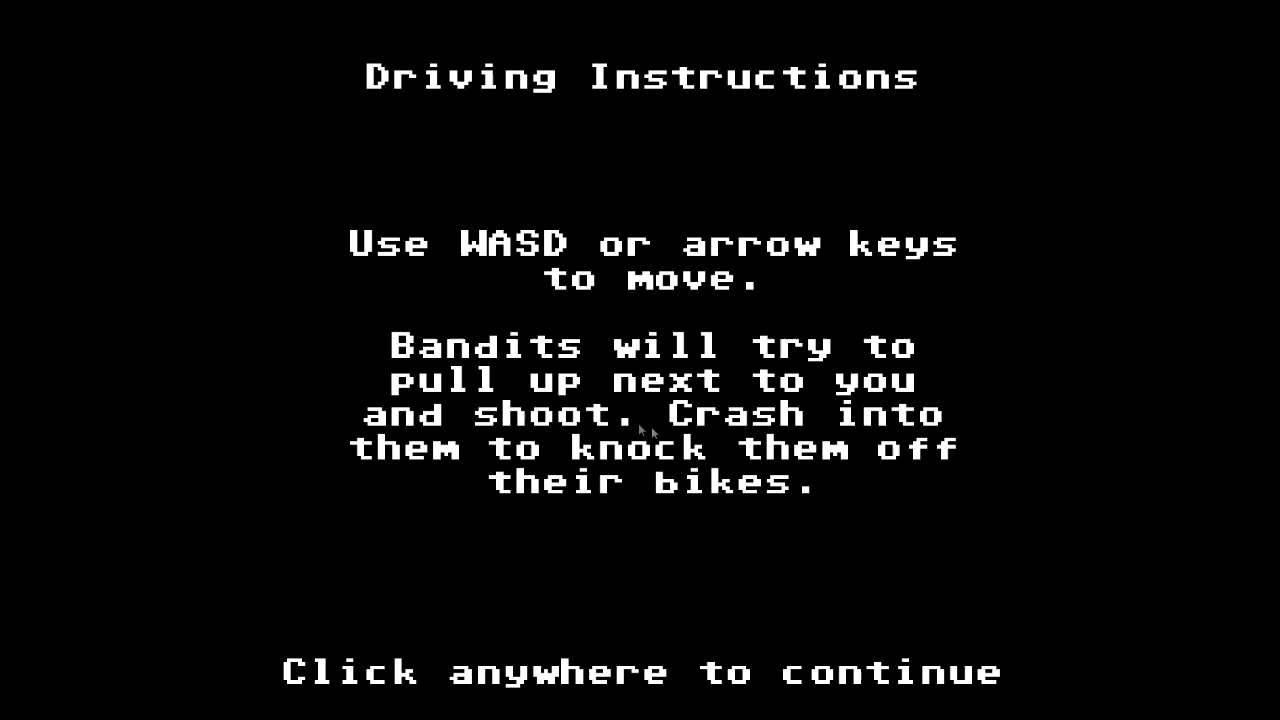 Driving Instructions
Use WASD or arrow keys
to move.
Bandits will try to
pull up next to you
and shoot. Crash into
them to knock them off
their bikes.
Click anywhere to continue